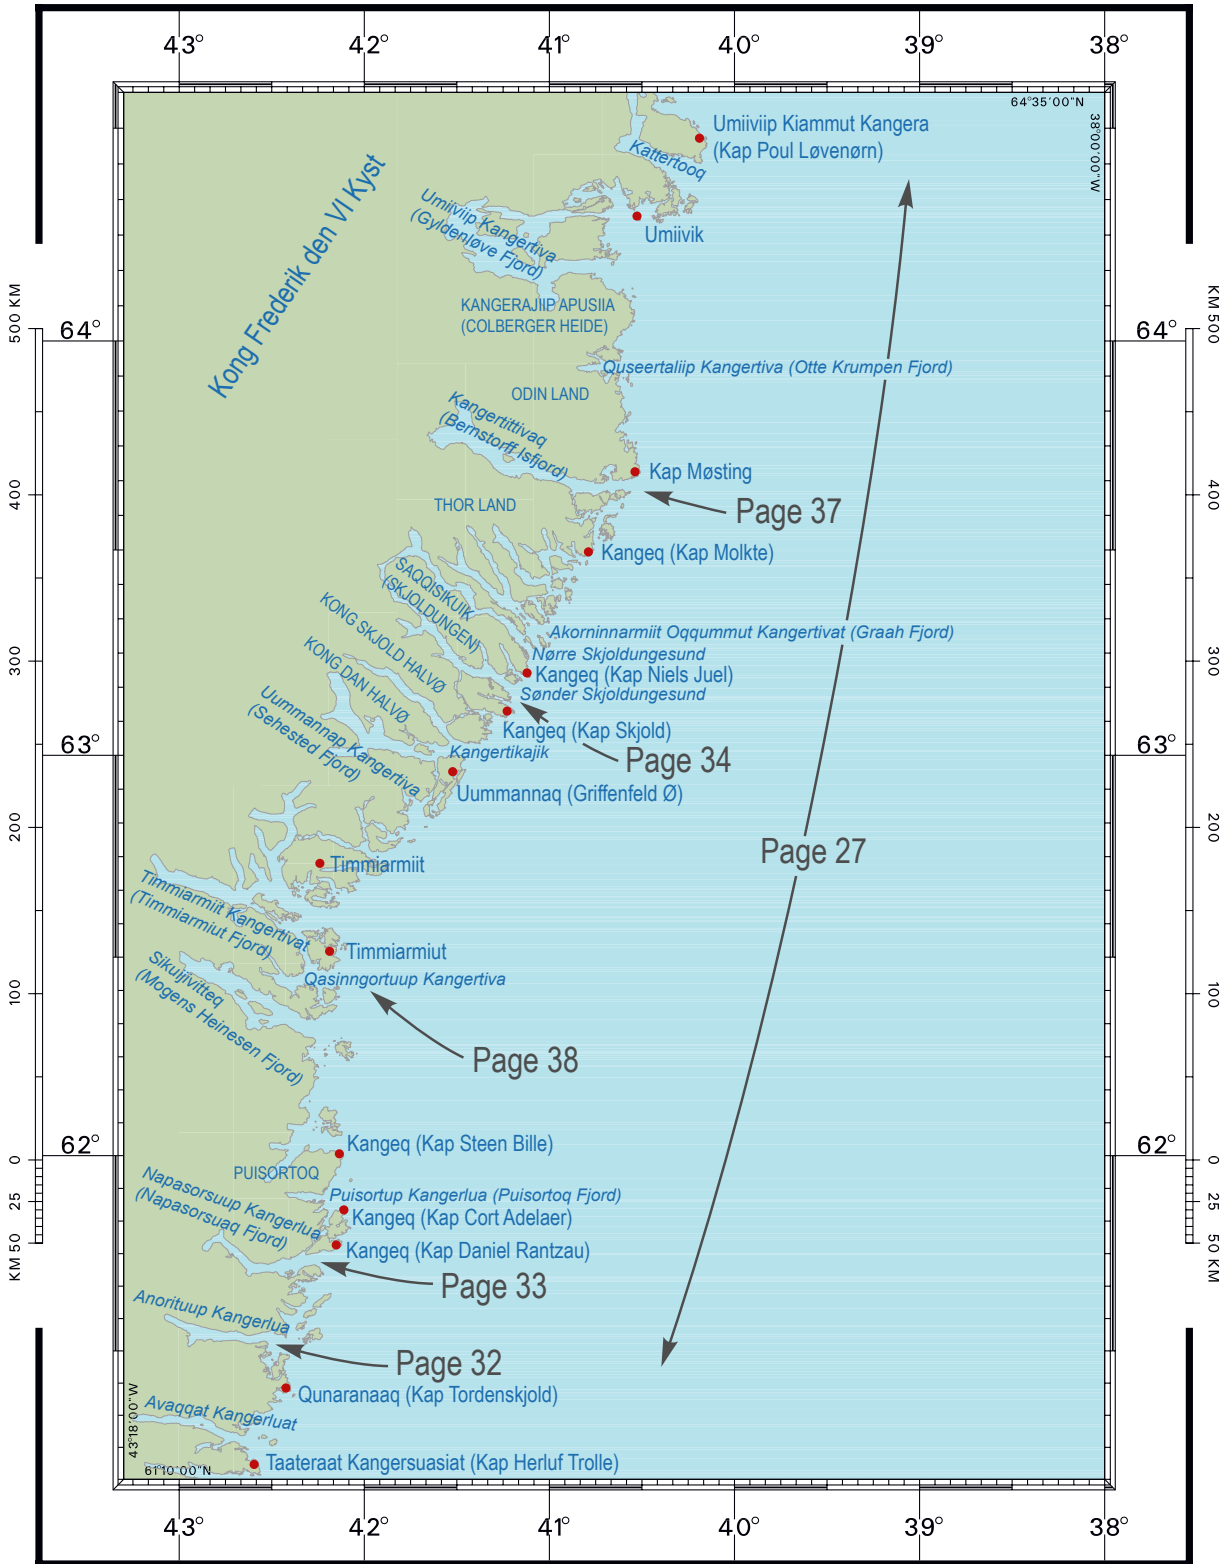 43° 42° 41° 40° 39° 38°
64°35'00"N
38°00'00"W
Umiiviip Kiammut Kangera
(Kap Poul Løvenørn)
Kattertooq
Kong Frederik den VI Kyst
Umiiviip Kangertiva
(Gyldenløve Fjord)
Umiivik
KANGERAJIIP APUSIIA
(COLBERGER HEIDE)
500 KM
KM 500
64°
64°
Quseertaliip Kangertiva (Otte Krumpen Fjord)
ODIN LAND
Kangertittivaq
(Bernstorff Isfjord)
Kap Møsting
400
400
THOR LAND
Page 37
Kangeq (Kap Molkte)
SAQQISIKUIK
(SKJOLDUNGEN)
KONG SKJOLD HALVØ
KONG DAN HALVØ
Akorninnarmiit Oqqummut Kangertivat (Graah Fjord)
Nørre Skjoldungesund
300
300
Kangeq (Kap Niels Juel)
Sønder Skjoldungesund
Kangeq (Kap Skjold)
Uummannap Kangertiva
(Sehested Fjord)
63°
63°
Kangertikajik
Page 34
Uummannaq (Griffenfeld Ø)
200
200
Page 27
Timmiarmiit
Timmiarmiit Kangertivat
(Timmiarmiut Fjord)
Timmiarmiut
Sikuijivitteq
(Mogens Heinesen Fjord)
Qasinngortuup Kangertiva
100
100
Page 38
62°
62°
Kangeq (Kap Steen Bille)
0
0
PUISORTOQ
Napasorsuup Kangerlua
(Napasorsuaq Fjord)
Puisortup Kangerlua (Puisortoq Fjord)
25
25
Kangeq (Kap Cort Adelaer)
KM 50
50 KM
Kangeq (Kap Daniel Rantzau)
Page 33
Anorituup Kangerlua
Page 32
Qunaranaaq (Kap Tordenskjold)
Avaqqat Kangerluat
43°18'00"W
Taateraat Kangersuasiat (Kap Herluf Trolle)
61°10'00"N
43° 42° 41° 40° 39° 38°